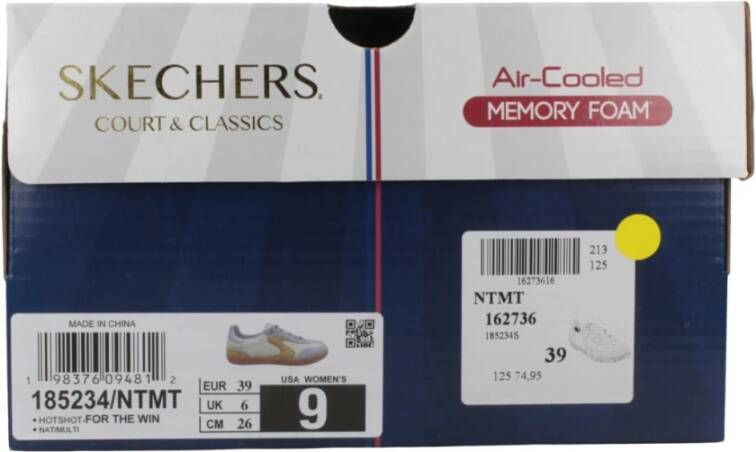 SKECHERS
COURT & CLASSICS
Air-Cooled
MEMORY FOAM
213
125
16273616
NTMT
162736
185234S
39
125 74,95
MADE IN CHINA
1 98376 09481 2
185234/NTMT
• HOTSHOT-FOR THE WIN
• NAT/MULTI
EUR 39
UK 6
CM 26
USA WOMEN'S
9